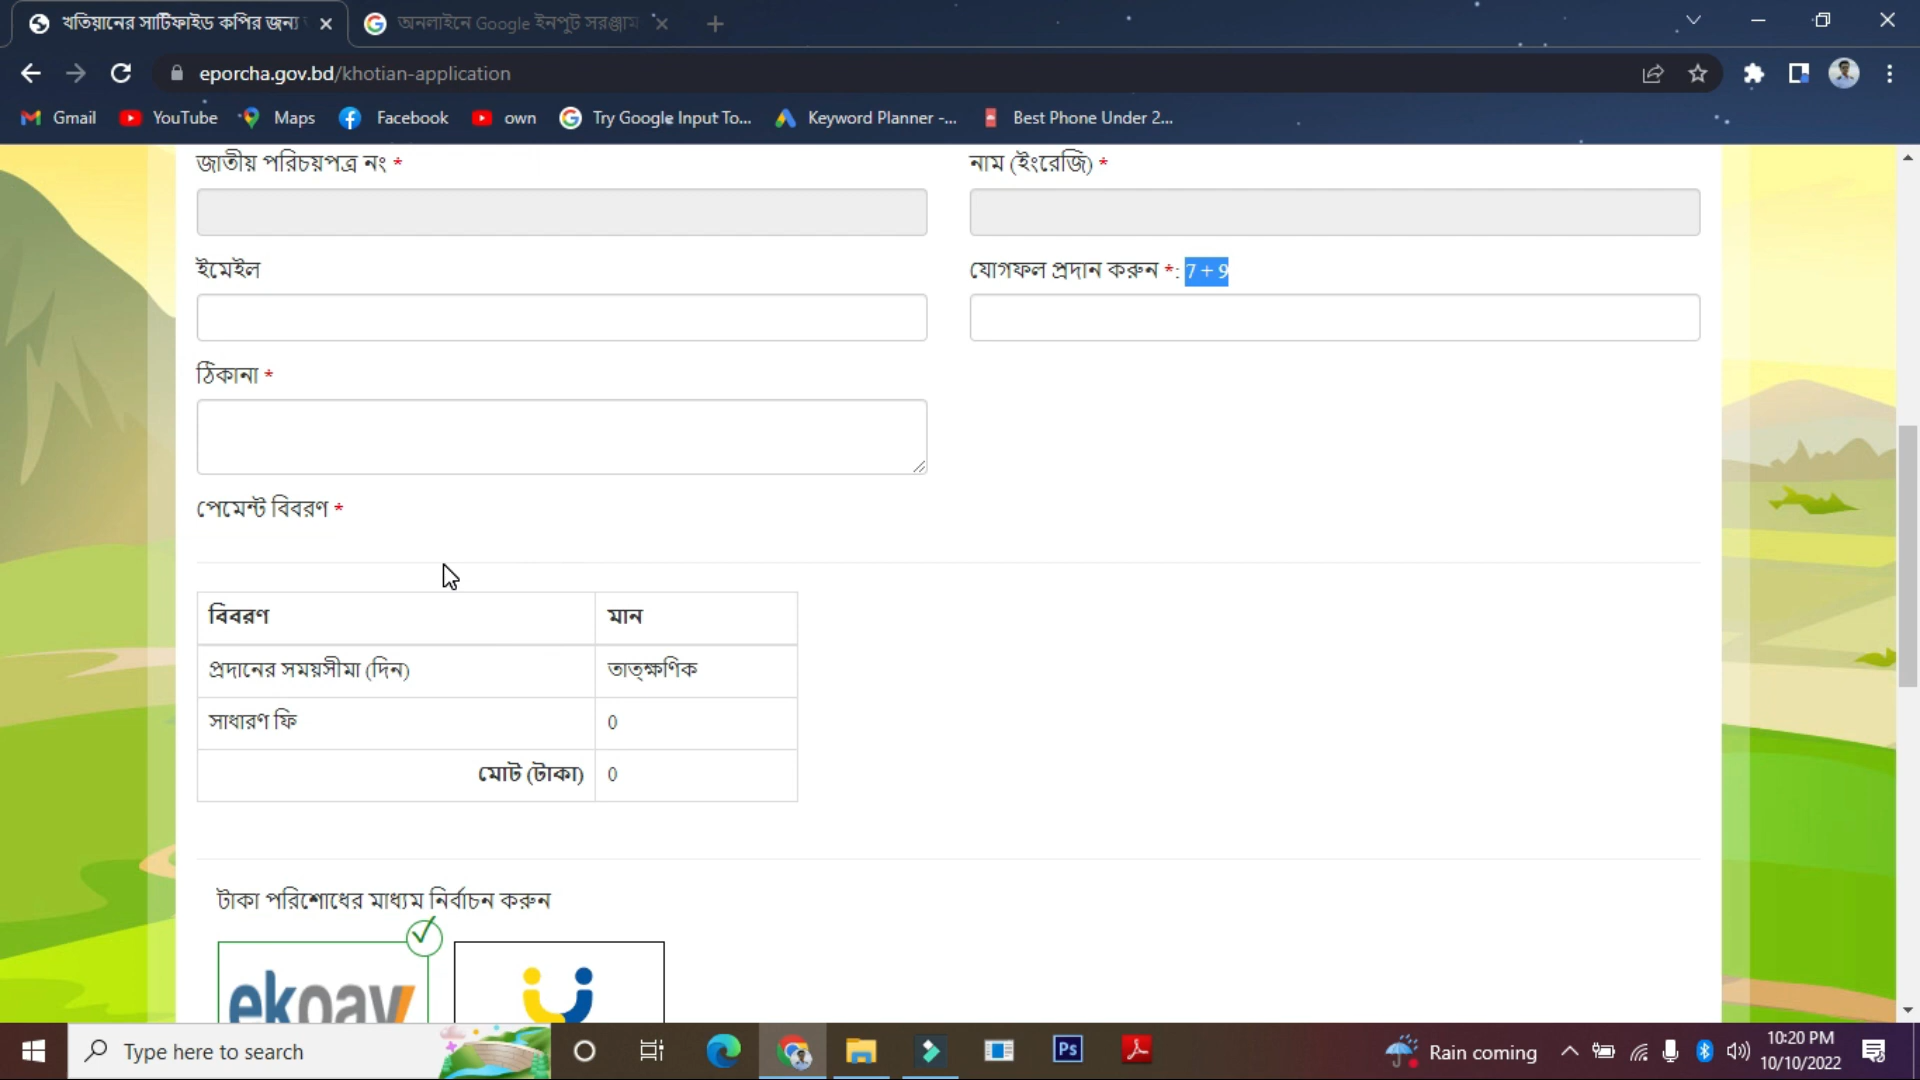 খতিয়ানের সার্টিফাইড কপির জন্য
অনলাইনে Google ইনপুট সরঞ্জাম
eporcha.gov.bd/khotian-application
Gmail YouTube Maps Facebook own Try Google Input To... Keyword Planner -... Best Phone Under 2...
জাতীয় পরিচয়পত্র নং *
নাম (ইংরেজি) *
ইমেইল
যোগফল প্রদান করুন *: 7 + 9
ঠিকানা *
পেমেন্ট বিবরণ *
বিবরণ মান
প্রদানের সময়সীমা (দিন) তাত্ক্ষণিক
সাধারণ ফি 0
মোট (টাকা) 0
টাকা পরিশোধের মাধ্যম নির্বাচন করুন
ekpay
Type here to search
Ps
Rain coming
10:20 PM
10/10/2022